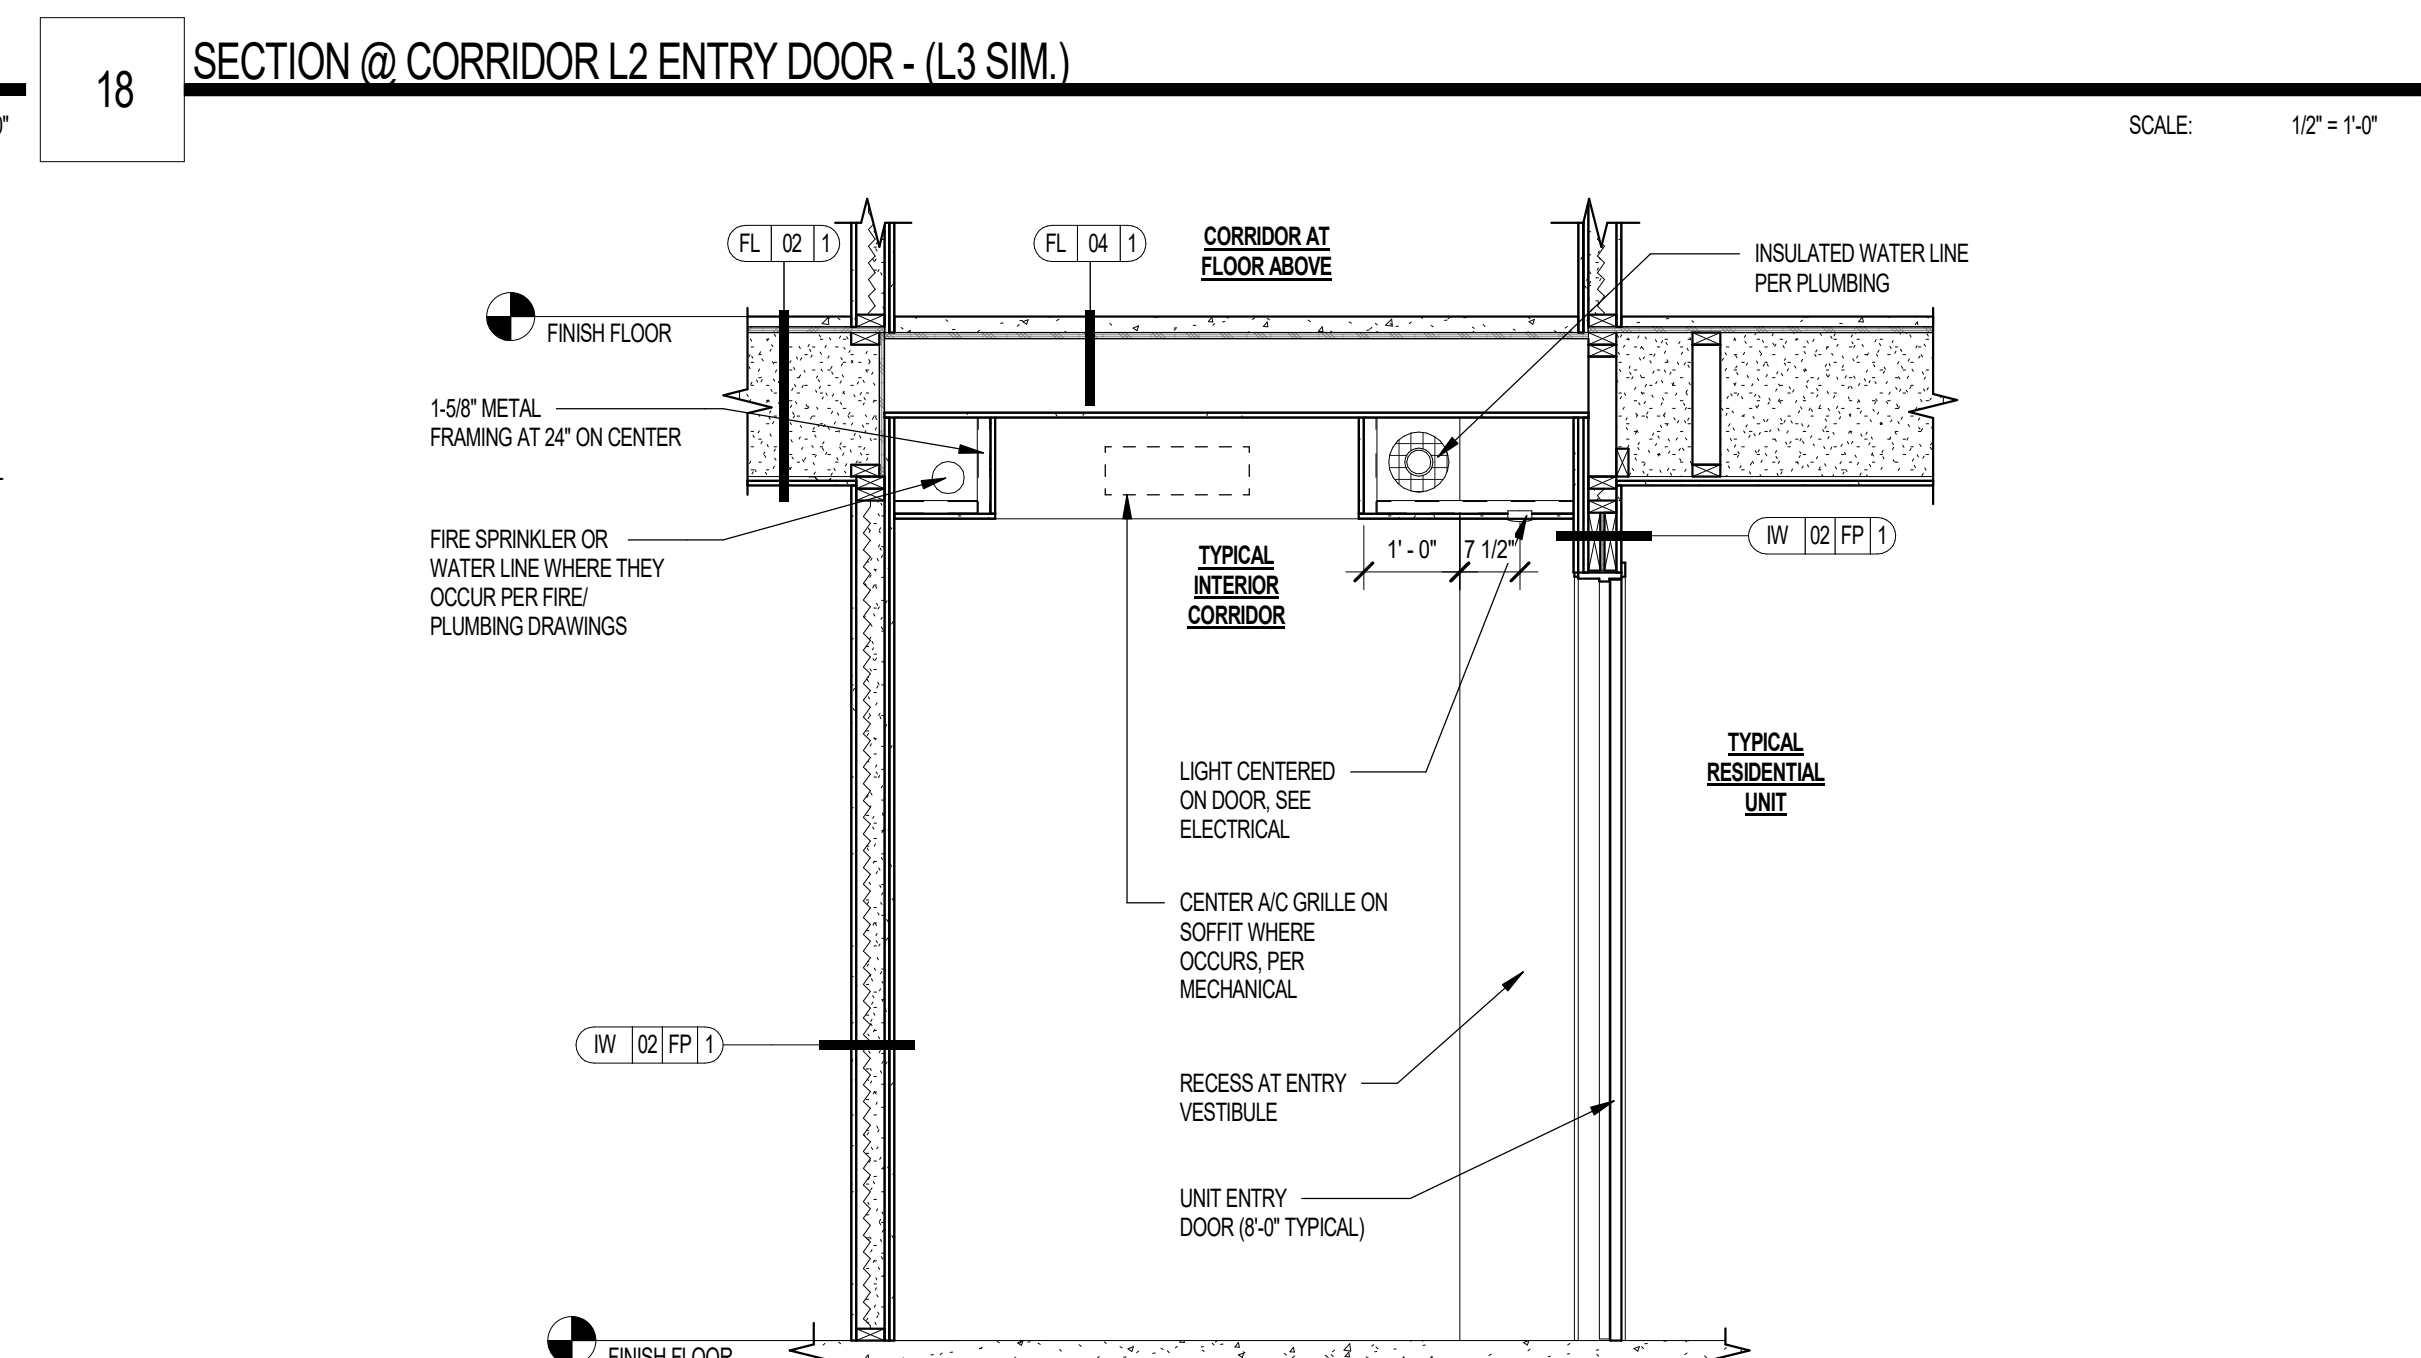 18
SECTION @ CORRIDOR L2 ENTRY DOOR - (L3 SIM.)
0"
SCALE: 1/2" = 1'-0"
FL 02 1
FL 04 1
CORRIDOR AT
FLOOR ABOVE
INSULATED WATER LINE
PER PLUMBING
FINISH FLOOR
1-5/8" METAL
FRAMING AT 24" ON CENTER
FIRE SPRINKLER OR
WATER LINE WHERE THEY
OCCUR PER FIRE/
PLUMBING DRAWINGS
TYPICAL
INTERIOR
CORRIDOR
1' - 0"
7 1/2"
IW 02 FP 1
TYPICAL
RESIDENTIAL
UNIT
LIGHT CENTERED
ON DOOR, SEE
ELECTRICAL
CENTER A/C GRILLE ON
SOFFIT WHERE
OCCURS, PER
MECHANICAL
IW 02 FP 1
RECESS AT ENTRY
VESTIBULE
UNIT ENTRY
DOOR (8'-0" TYPICAL)
FINISH FLOOR